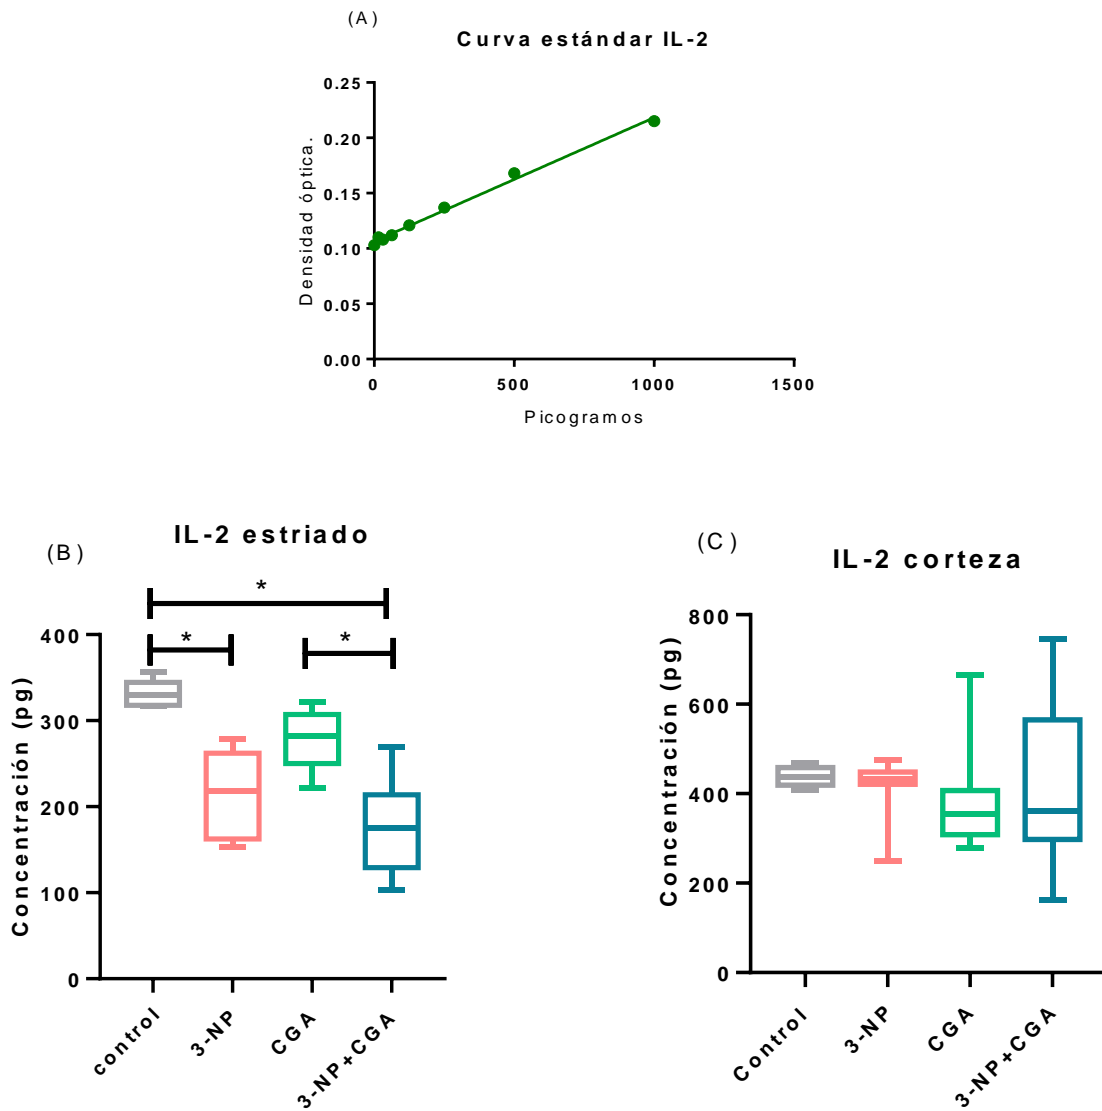 (A)
Curva estándar IL-2
0.25
0.20
0.15
0.10
0.05
0.00
Densidad óptica.
0 500 1000 1500
Picogramos
(B)
IL-2 estriado
*
* *
400
300
200
100
0
Concentración (pg)
control 3-NP CGA 3-NP+CGA
(C)
IL-2 corteza
800
600
400
200
0
Concentración (pg)
Control 3-NP CGA 3-NP+CGA